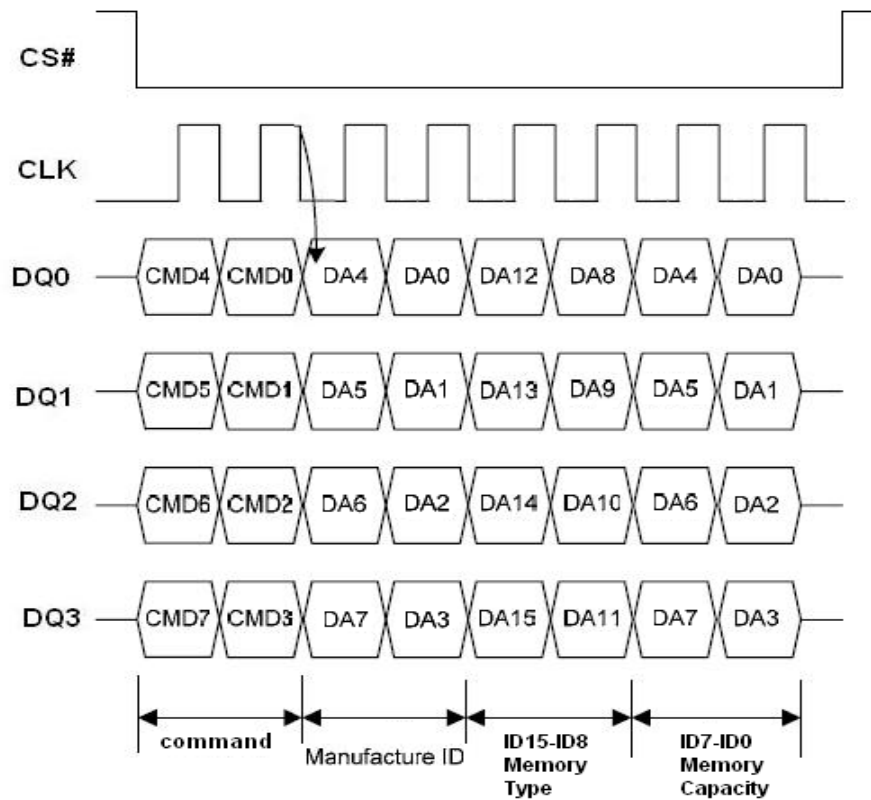 CS#
CLK
DQ0 CMD4 CMD0 DA4 DA0 DA12 DA8 DA4 DA0
DQ1 CMD5 CMD1 DA5 DA1 DA13 DA9 DA5 DA1
DQ2 CMD6 CMD2 DA6 DA2 DA14 DA10 DA6 DA2
DQ3 CMD7 CMD3 DA7 DA3 DA15 DA11 DA7 DA3
command
Manufacture ID
ID15-ID8
Memory
Type
ID7-ID0
Memory
Capacity